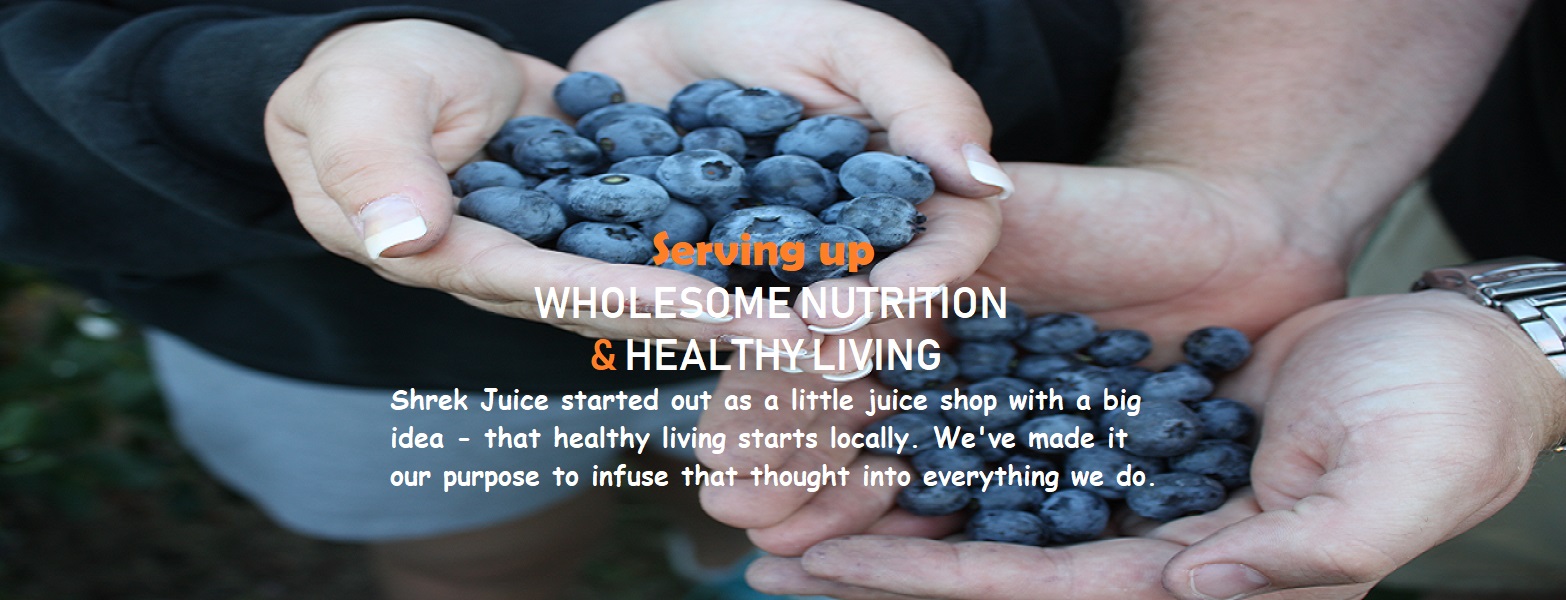 Serving up
WHOLESOME NUTRITION
& HEALTHY LIVING
Shrek Juice started out as a little juice shop with a big
idea - that healthy living starts locally. We've made it
our purpose to infuse that thought into everything we do.